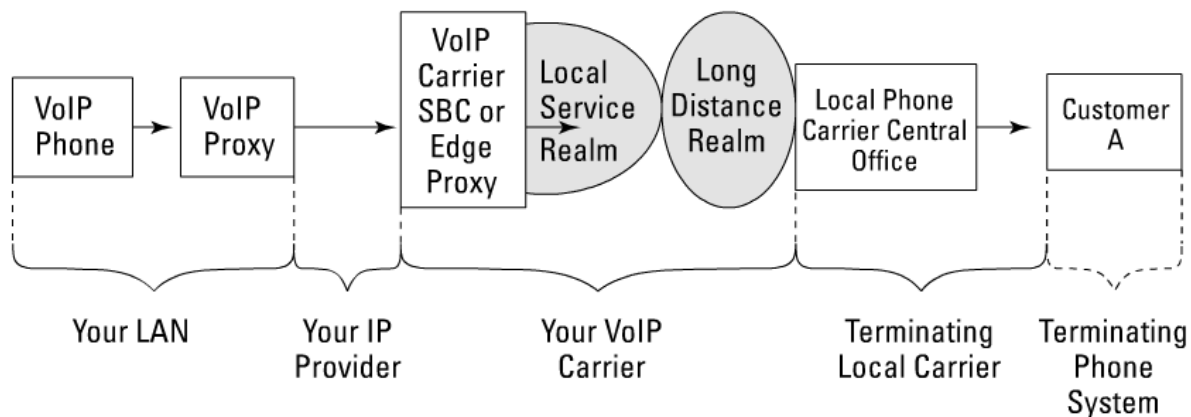 VoIP
Phone
VoIP
Proxy
VoIP
Carrier
SBC or
Edge
Proxy
Local
Service
Realm
Long
Distance
Realm
Local Phone
Carrier Central
Office
Customer
A
Your LAN
Your IP
Provider
Your VoIP
Carrier
Terminating
Local Carrier
Terminating
Phone
System